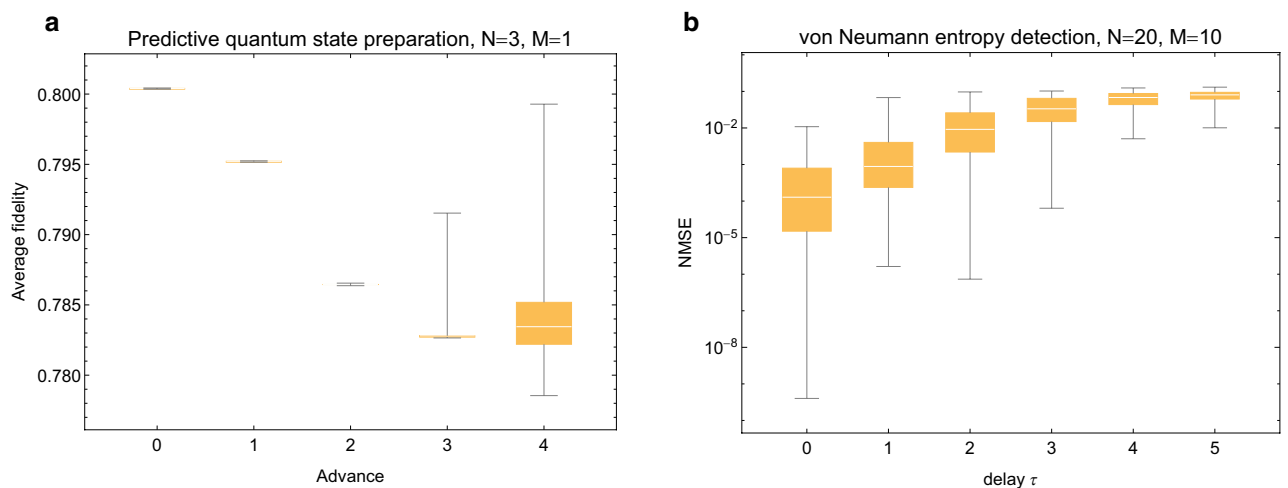 a
Predictive quantum state preparation, N=3, M=1
Average fidelity
0.800
0.795
0.790
0.785
0.780
0 1 2 3 4
Advance
b
von Neumann entropy detection, N=20, M=10
NMSE
10⁻²
10⁻⁵
10⁻⁸
0 1 2 3 4 5
delay τ